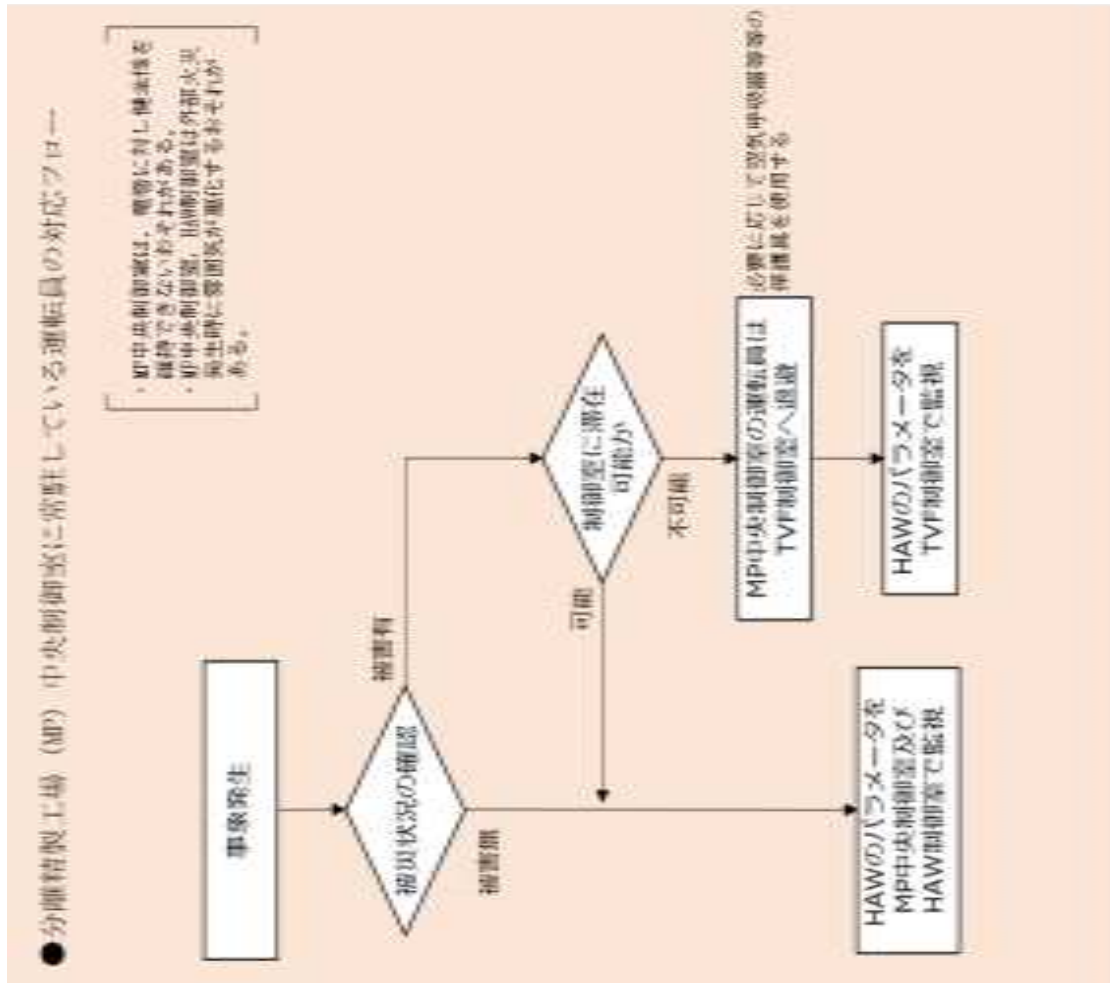 ●分離精製工場（MP）中央制御室に常駐している運転員の対応フロー
・MP中央制御室は、竜巻に対し健全性を
維持できないおそれがある。
・MP中央制御室，HAW制御室は外部火災
発生時に雰囲気が悪化するおそれが
ある。
事象発生
被災状況の確認
被害有
被害無
制御室に滞在
可能か
可能
不可能
MP中央制御室の運転員は
TVF制御室へ退避
必要に応じて空気呼吸器等の
保護具を使用する
HAWのパラメータを
MP中央制御室及び
HAW制御室で監視
HAWのパラメータを
TVF制御室で監視